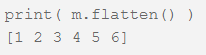 print( m.flatten() )
[1 2 3 4 5 6]